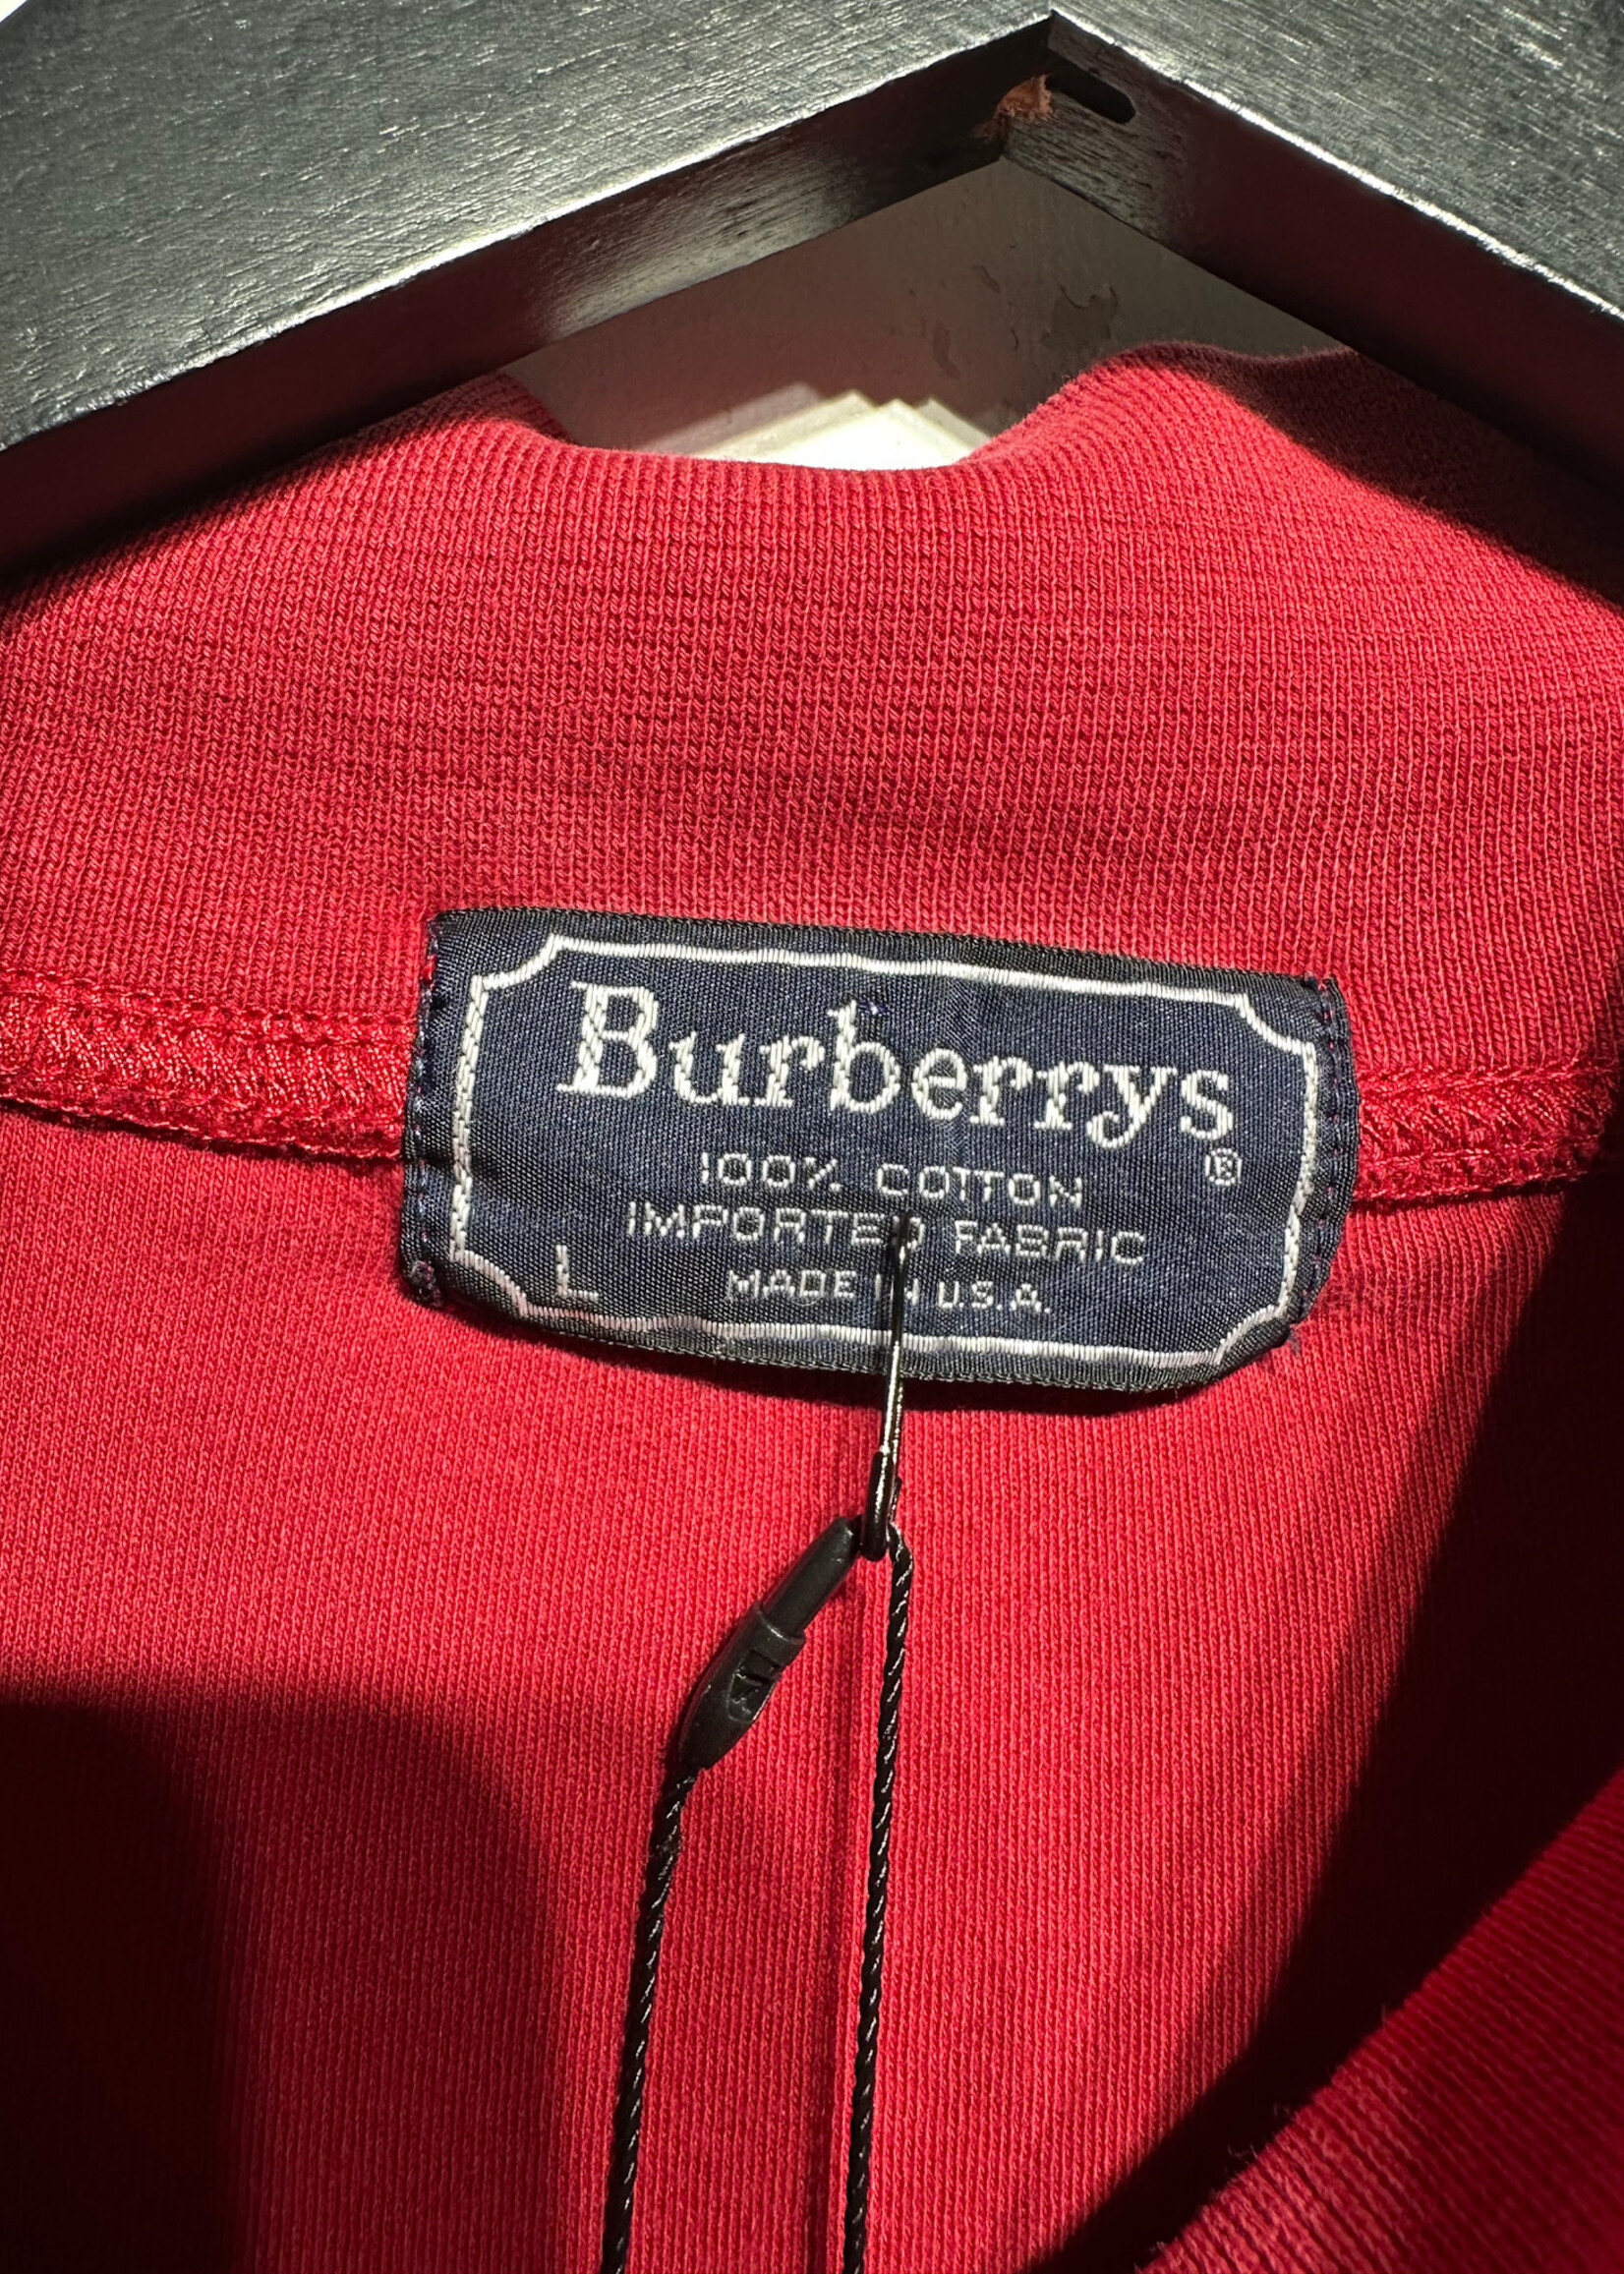 Burberrys
®
100% COTTON
IMPORTED FABRIC
L MADE IN U.S.A.